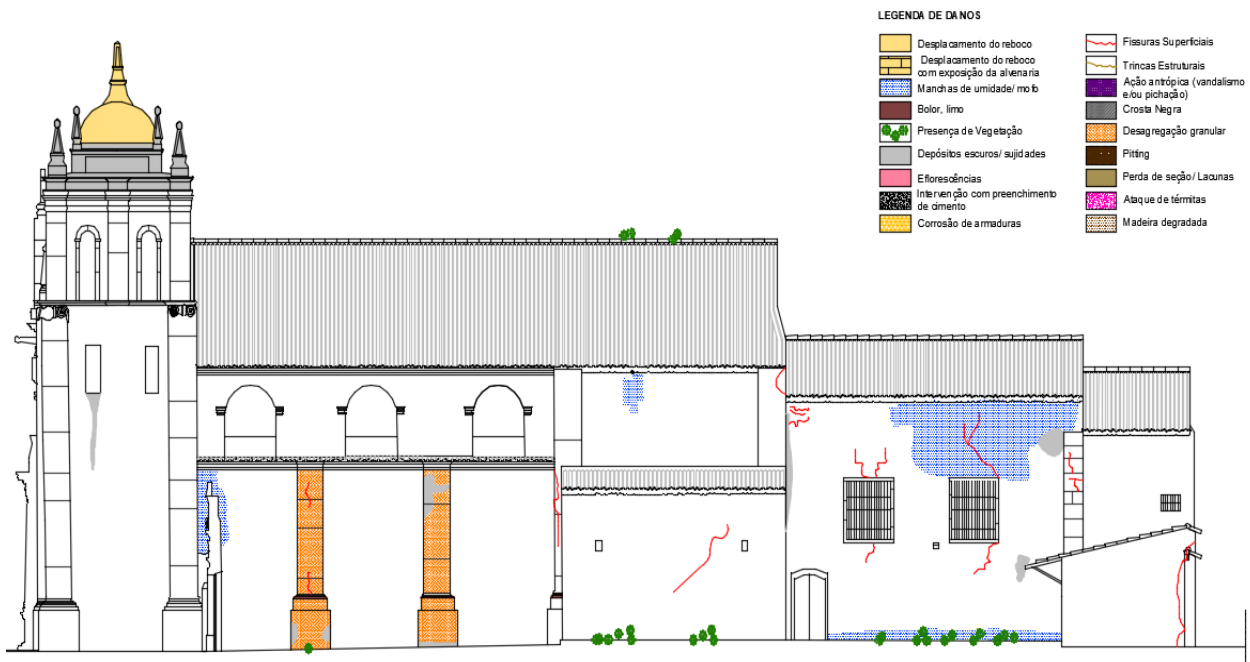 LEGENDA DE DANOS
Desplacamento do reboco
Desplacamento do reboco
com exposição da alvenaria
Manchas de umidade/ mofo
Bolor, limo
Presença de Vegetação
Depósitos escuros/ sujidades
Eflorescências
Intervenção com preenchimento
de cimento
Corrosão de armaduras
Fissuras Superficiais
Trincas Estruturais
Ação antrópica (vandalismo
e/ou pichação)
Crosta Negra
Desagregação granular
Pitting
Perda de seção/ Lacunas
Ataque de térmitas
Madeira degradada